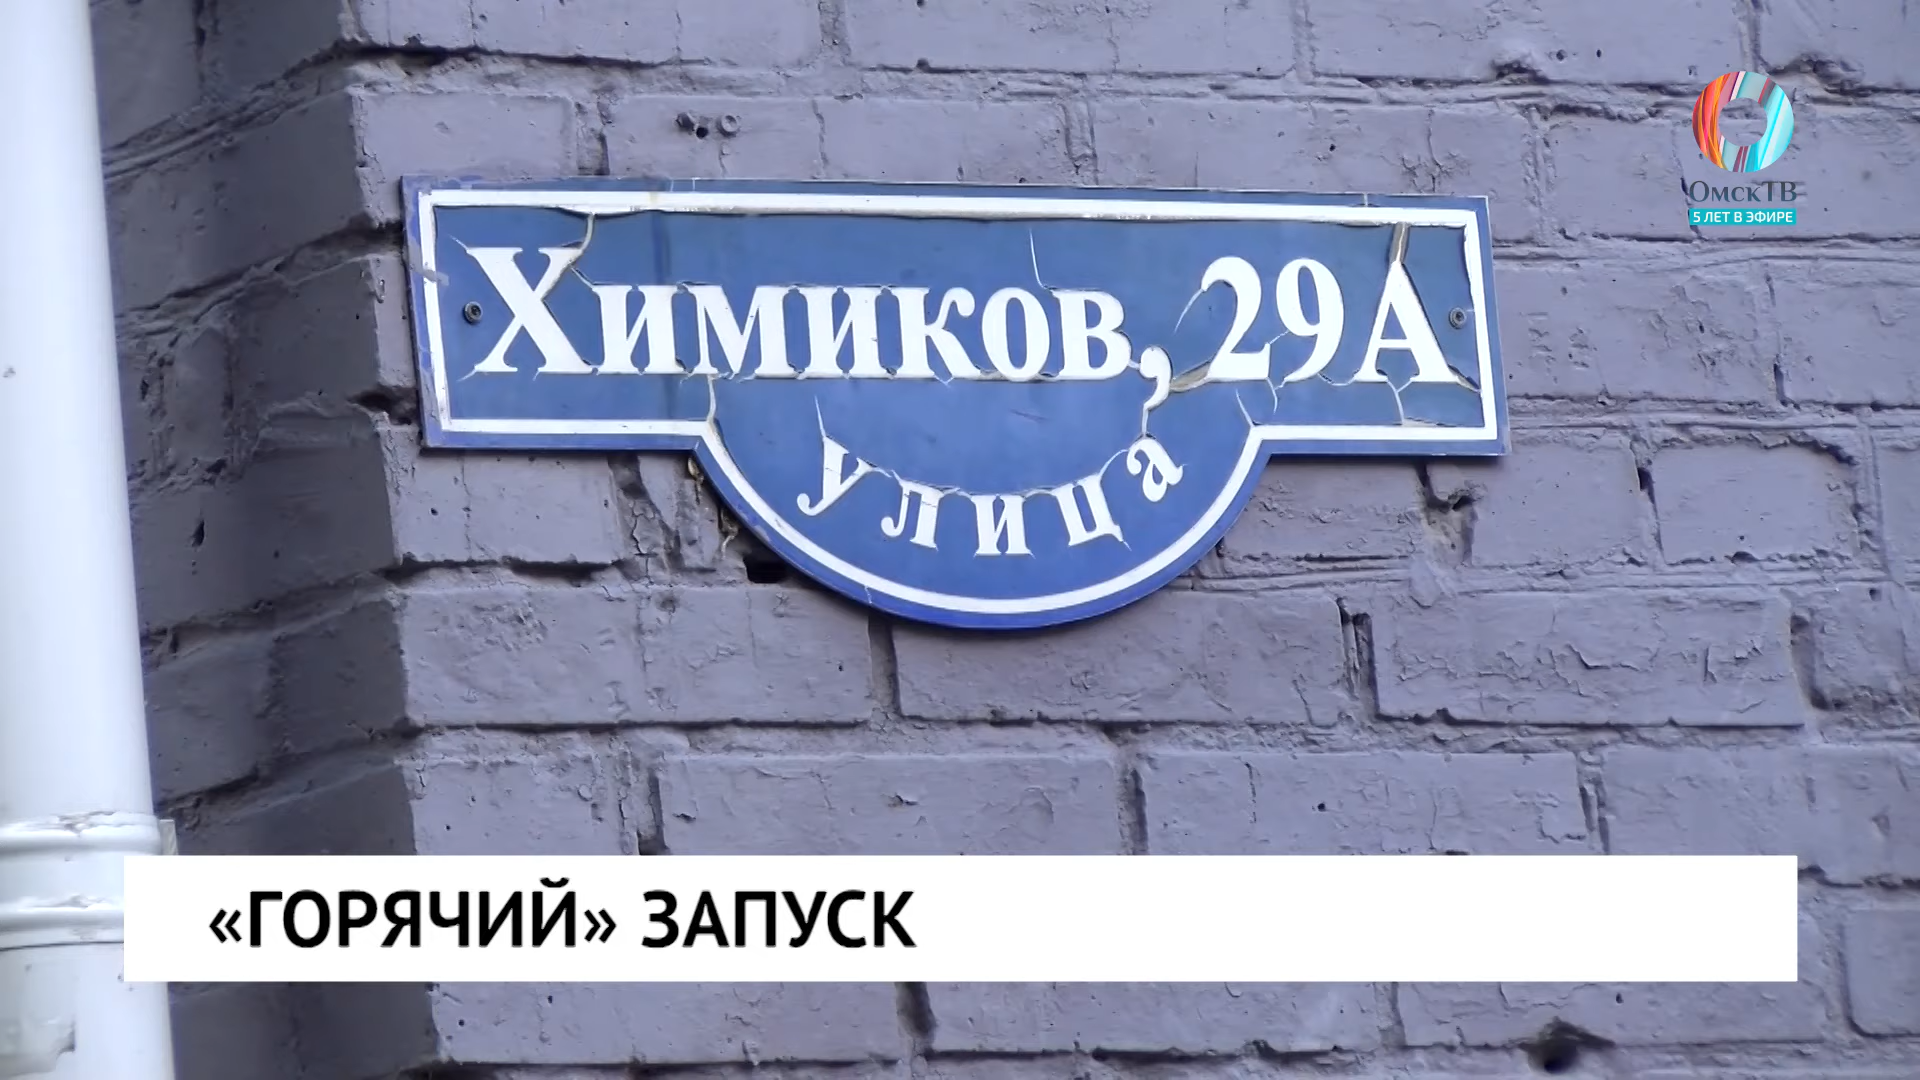 ОмскТВ
5 ЛЕТ В ЭФИРЕ
Химиков, 29А
улица
«ГОРЯЧИЙ» ЗАПУСК